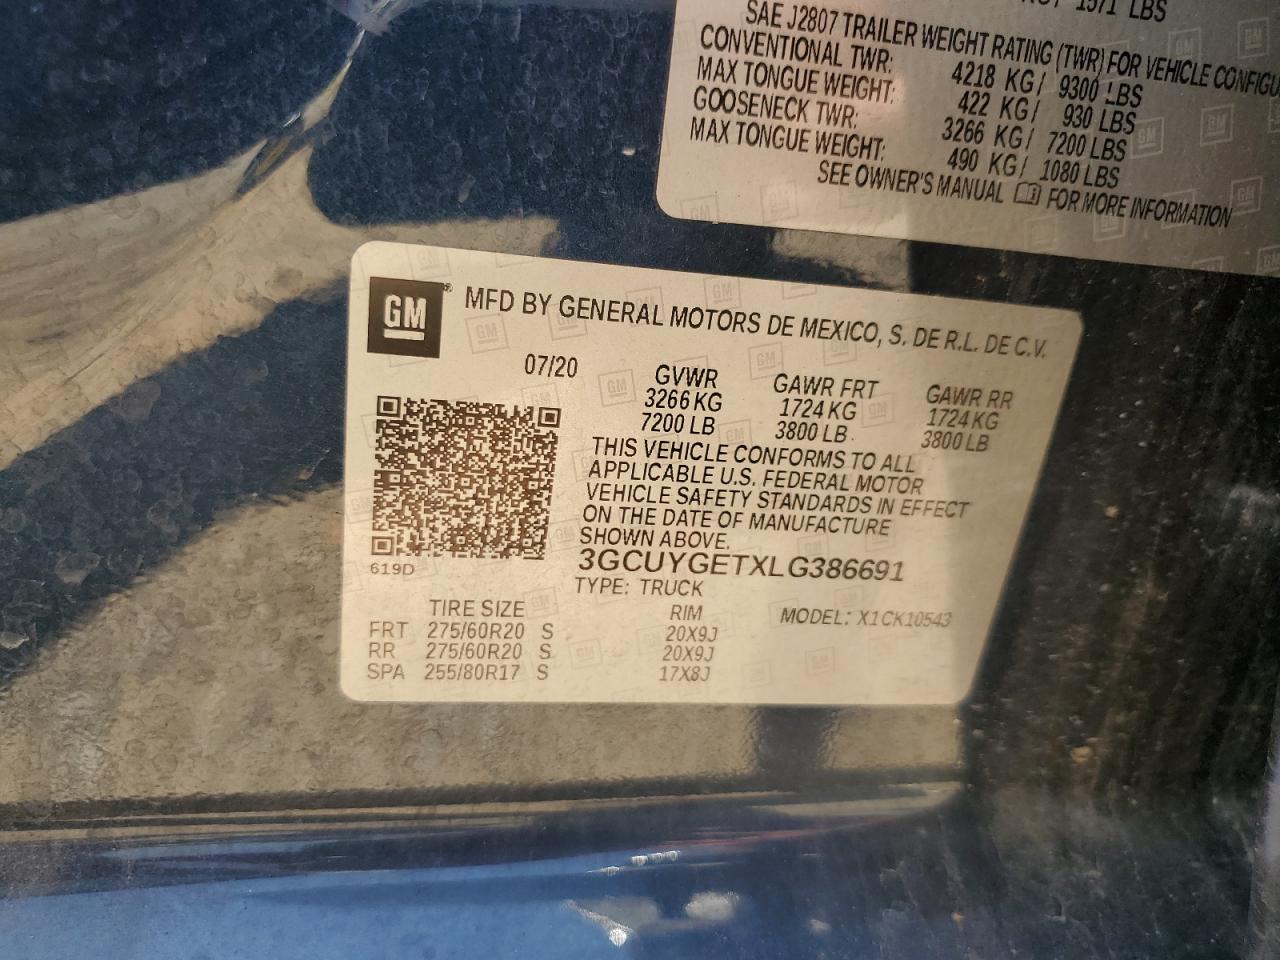 1571 LBS
SAE J2807 TRAILER WEIGHT RATING (TWR) FOR VEHICLE
CONVENTIONAL TWR: 4218 KG/ 9300 LBS
MAX TONGUE WEIGHT: 422 KG/ 930 LBS
GOOSENECK TWR: 3266 KG/ 7200 LBS
MAX TONGUE WEIGHT: 490 KG/ 1080 LBS
SEE OWNER'S MANUAL FOR MORE INFORMATION
GM® MFD BY GENERAL MOTORS DE MEXICO, S. DE R.L. DE C.V.
07/20 GVWR GAWR FRT GAWR RR
3266 KG 1724 KG 1724 KG
7200 LB 3800 LB 3800 LB
THIS VEHICLE CONFORMS TO ALL
APPLICABLE U.S. FEDERAL MOTOR
VEHICLE SAFETY STANDARDS IN EFFECT
ON THE DATE OF MANUFACTURE
SHOWN ABOVE.
3GCUYGETXLG386691
619D
TYPE: TRUCK
TIRE SIZE RIM MODEL: X1CK10543
FRT 275/60R20 S 20X9J
RR 275/60R20 S 20X9J
SPA 255/80R17 S 17X8J